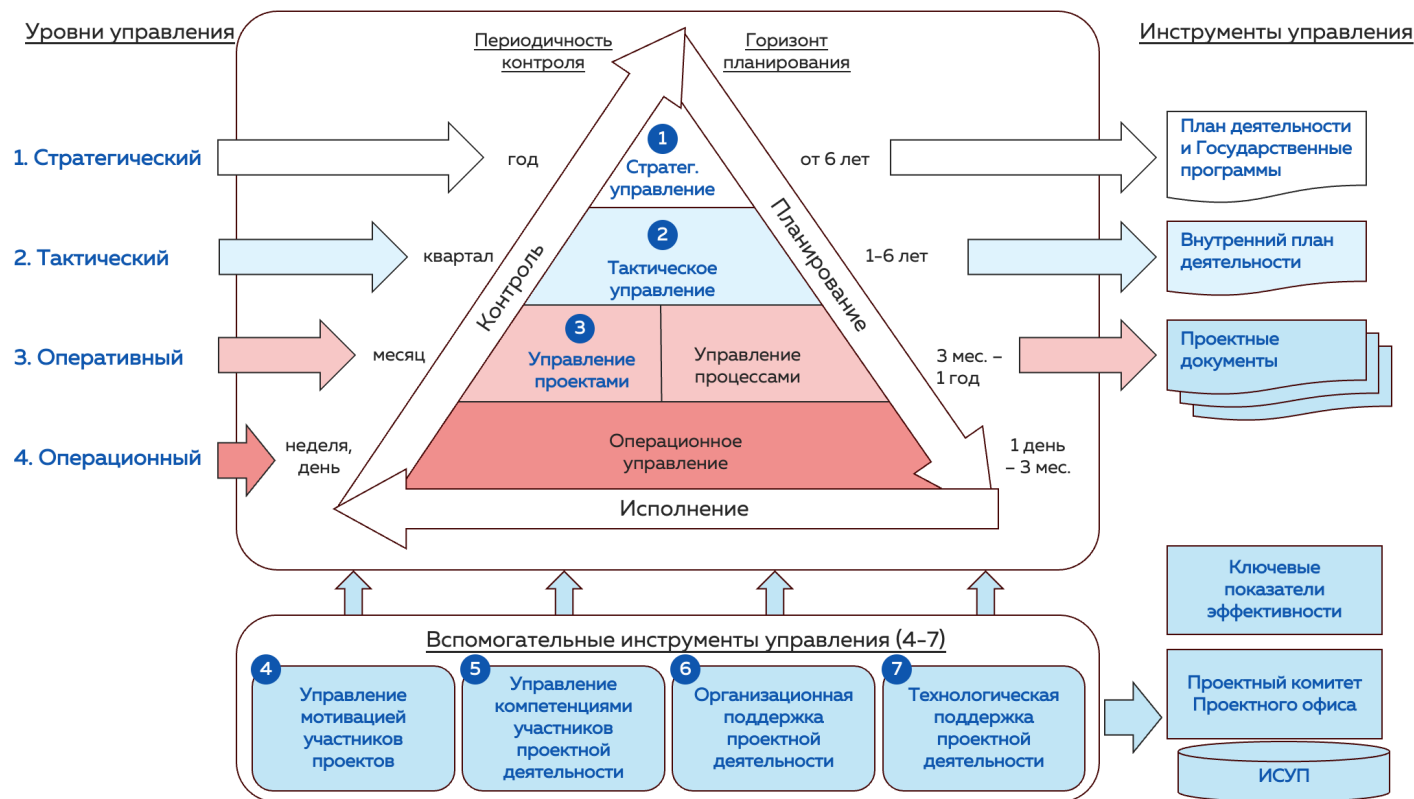 Уровни управления
Периодичность
контроля
Горизонт
планирования
Инструменты управления
1. Стратегический
год
1
Стратег.
управление
от 6 лет
План деятельности
и Государственные
программы
2. Тактический
квартал
2
Тактическое
управление
1-6 лет
Внутренний план
деятельности
Контроль
Планирование
3. Оперативный
месяц
3
Управление
проектами
Управление
процессами
3 мес. –
1 год
Проектные
документы
4. Операционный
неделя,
день
Операционное
управление
1 день
– 3 мес.
Исполнение
Вспомогательные инструменты управления (4-7)
4
Управление
мотивацией
участников
проектов
5
Управление
компетенциями
участников
проектной
деятельности
6
Организационная
поддержка
проектной
деятельности
7
Технологическая
поддержка
проектной
деятельности
Ключевые
показатели
эффективности
Проектный комитет
Проектного офиса
ИСУП